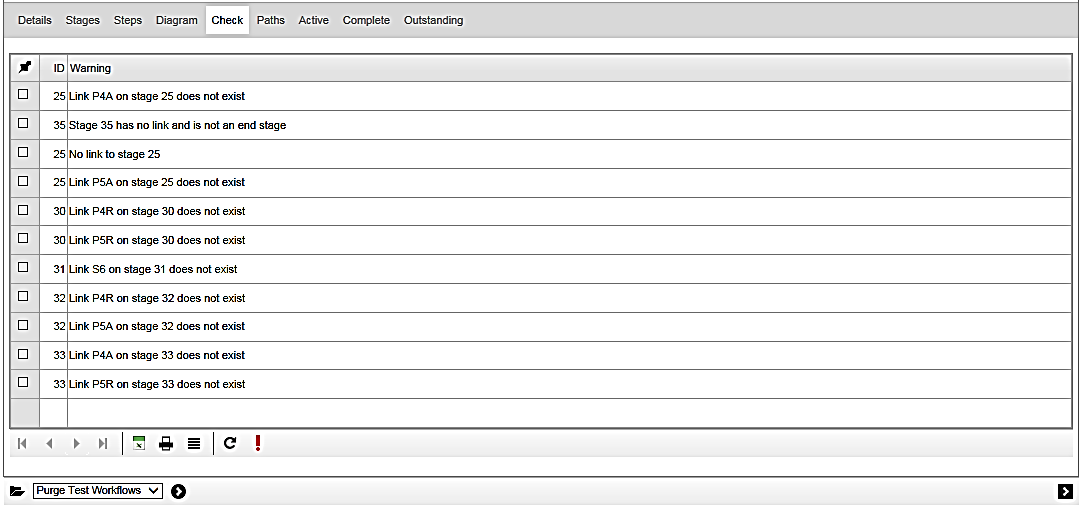 Details Stages Steps Diagram Check Paths Active Complete Outstanding
ID Warning
25 Link P4A on stage 25 does not exist
35 Stage 35 has no link and is not an end stage
25 No link to stage 25
25 Link P5A on stage 25 does not exist
30 Link P4R on stage 30 does not exist
30 Link P5R on stage 30 does not exist
31 Link S6 on stage 31 does not exist
32 Link P4R on stage 32 does not exist
32 Link P5A on stage 32 does not exist
33 Link P4A on stage 33 does not exist
33 Link P5R on stage 33 does not exist
Purge Test Workflows